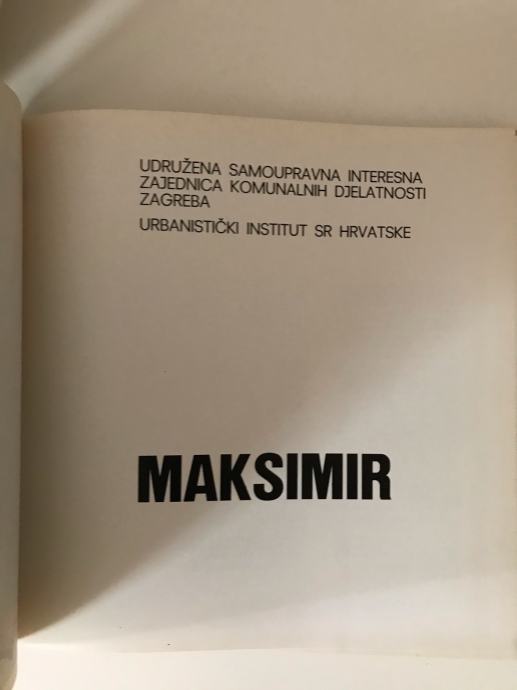 UDRUŽENA SAMOUPRAVNA INTERESNA
ZAJEDNICA KOMUNALNIH DJELATNOSTI
ZAGREBA
URBANISTIČKI INSTITUT SR HRVATSKE
MAKSIMIR